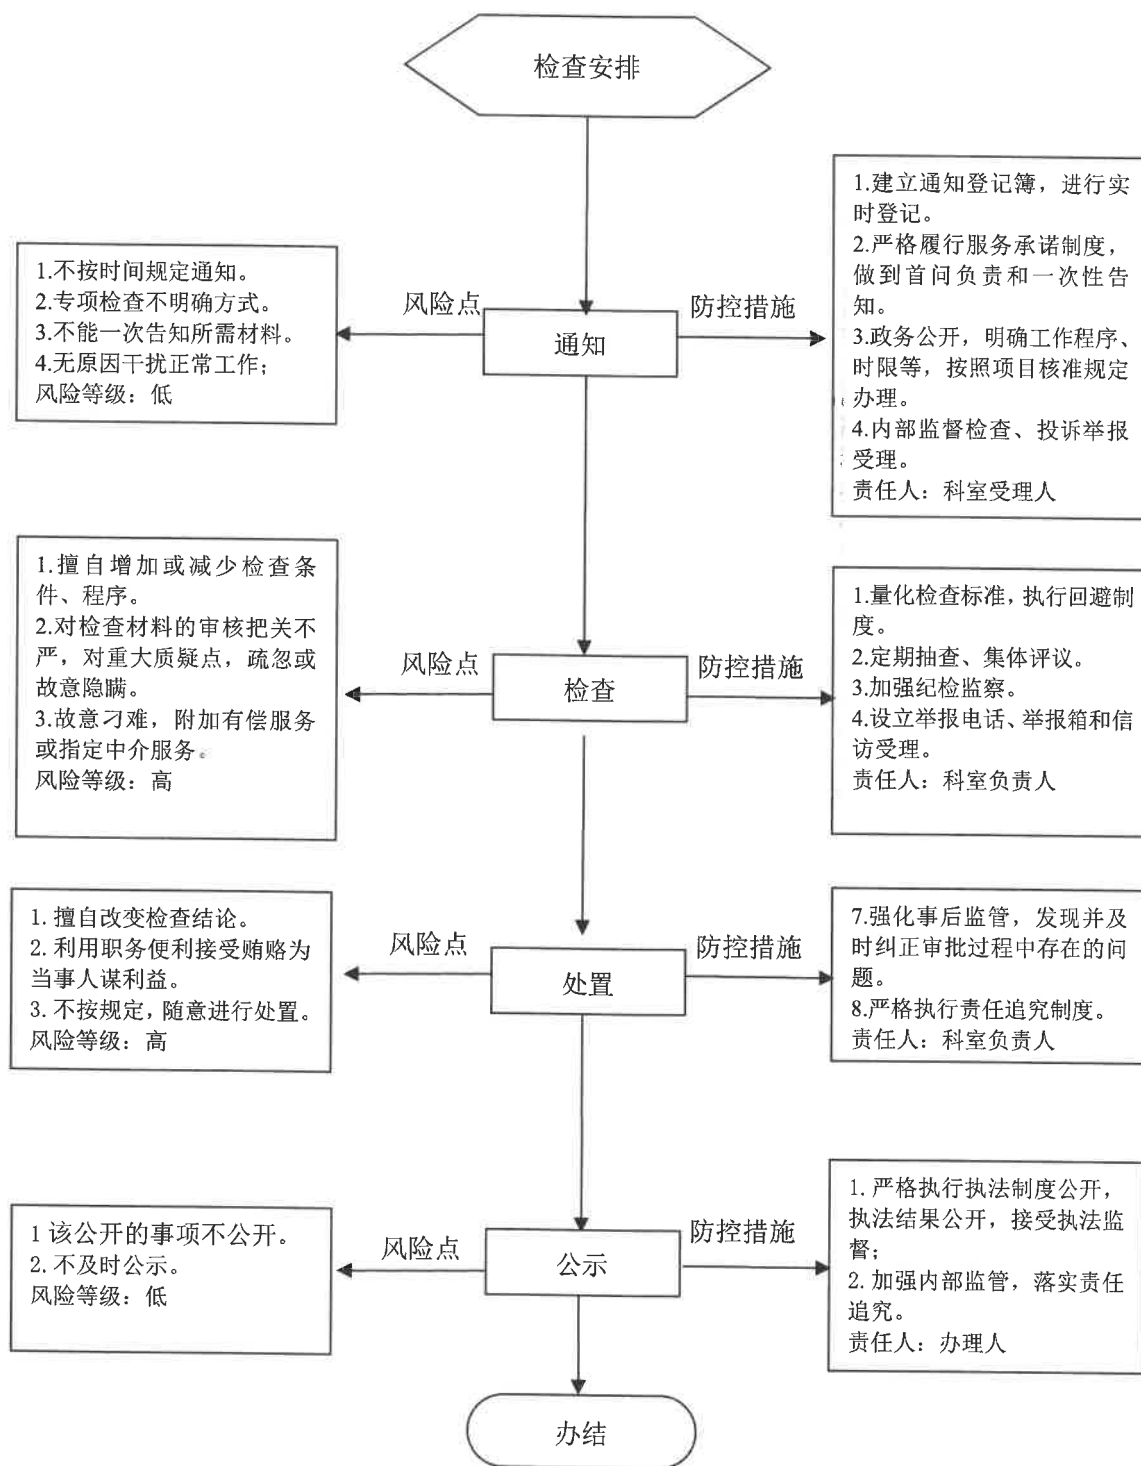 检查安排
1.建立通知登记簿，进行实
时登记。
2.严格履行服务承诺制度，
做到首问负责和一次性告
知。
3.政务公开，明确工作程序、
时限等，按照项目核准规定
办理。
4.内部监督检查、投诉举报
受理。
责任人：科室受理人
1.不按时间规定通知。
2.专项检查不明确方式。
3.不能一次告知所需材料。
4.无原因干扰正常工作；
风险等级：低
风险点
通知
防控措施
1.擅自增加或减少检查条
件、程序。
2.对检查材料的审核把关不
严，对重大质疑点，疏忽或
故意隐瞒。
3.故意刁难，附加有偿服务
或指定中介服务。
风险等级：高
风险点
检查
防控措施
1.量化检查标准，执行回避制
度。
2.定期抽查、集体评议。
3.加强纪检监察。
4.设立举报电话、举报箱和信
访受理。
责任人：科室负责人
1. 擅自改变检查结论。
2. 利用职务便利接受贿赂为
当事人谋利益。
3. 不按规定，随意进行处置。
风险等级：高
风险点
处置
防控措施
7.强化事后监管，发现并及
时纠正审批过程中存在的问
题。
8.严格执行责任追究制度。
责任人：科室负责人
1 该公开的事项不公开。
2. 不及时公示。
风险等级：低
风险点
公示
防控措施
1. 严格执行执法制度公开，
执法结果公开，接受执法监
督；
2. 加强内部监管，落实责任
追究。
责任人：办理人
办结